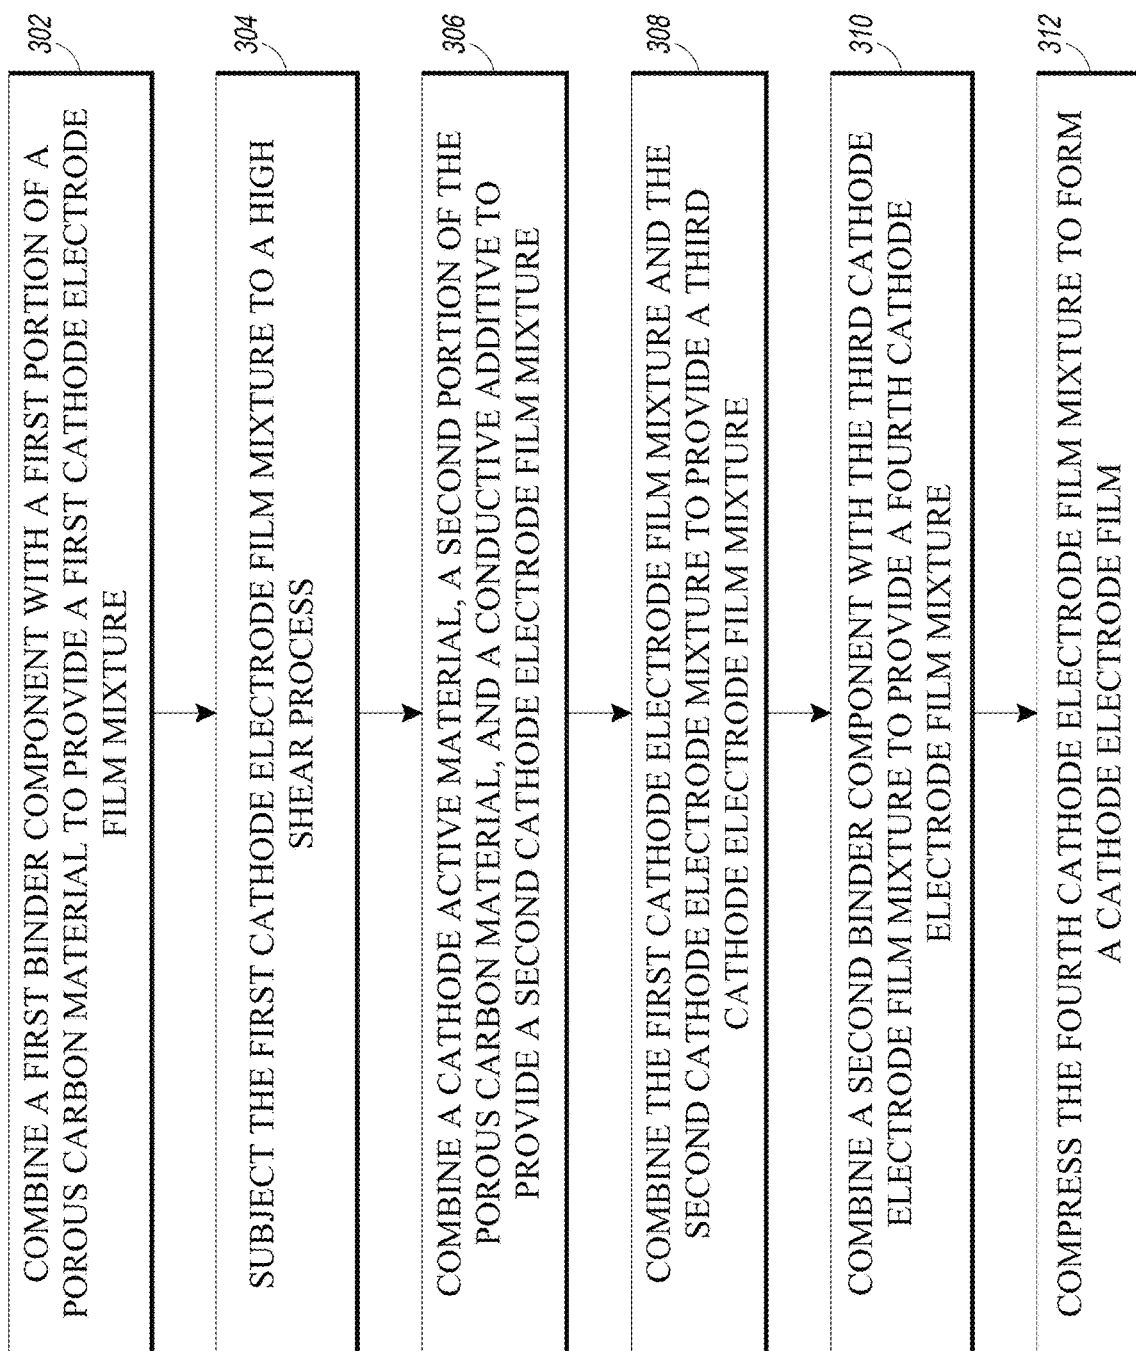 302
COMBINE A FIRST BINDER COMPONENT WITH A FIRST PORTION OF A
POROUS CARBON MATERIAL TO PROVIDE A FIRST CATHODE ELECTRODE
FILM MIXTURE
304
SUBJECT THE FIRST CATHODE ELECTRODE FILM MIXTURE TO A HIGH
SHEAR PROCESS
306
COMBINE A CATHODE ACTIVE MATERIAL, A SECOND PORTION OF THE
POROUS CARBON MATERIAL, AND A CONDUCTIVE ADDITIVE TO
PROVIDE A SECOND CATHODE ELECTRODE FILM MIXTURE
308
COMBINE THE FIRST CATHODE ELECTRODE FILM MIXTURE AND THE
SECOND CATHODE ELECTRODE MIXTURE TO PROVIDE A THIRD
CATHODE ELECTRODE FILM MIXTURE
310
COMBINE A SECOND BINDER COMPONENT WITH THE THIRD CATHODE
ELECTRODE FILM MIXTURE TO PROVIDE A FOURTH CATHODE
ELECTRODE FILM MIXTURE
312
COMPRESS THE FOURTH CATHODE ELECTRODE FILM MIXTURE TO FORM
A CATHODE ELECTRODE FILM